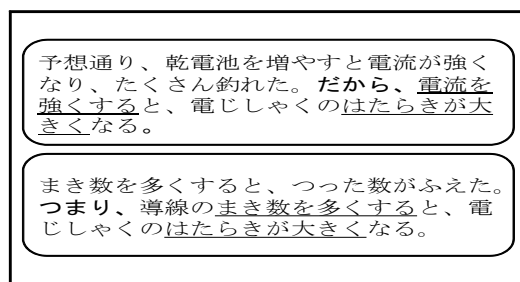 予想通り、乾電池を増やすと電流が強く
なり、たくさん釣れた。だから、電流を
強くすると、電じしゃくのはたらきが大
きくなる。
まき数を多くすると、つった数がふえた。
つまり、導線のまき数を多くすると、電
じしゃくのはたらきが大きくなる。